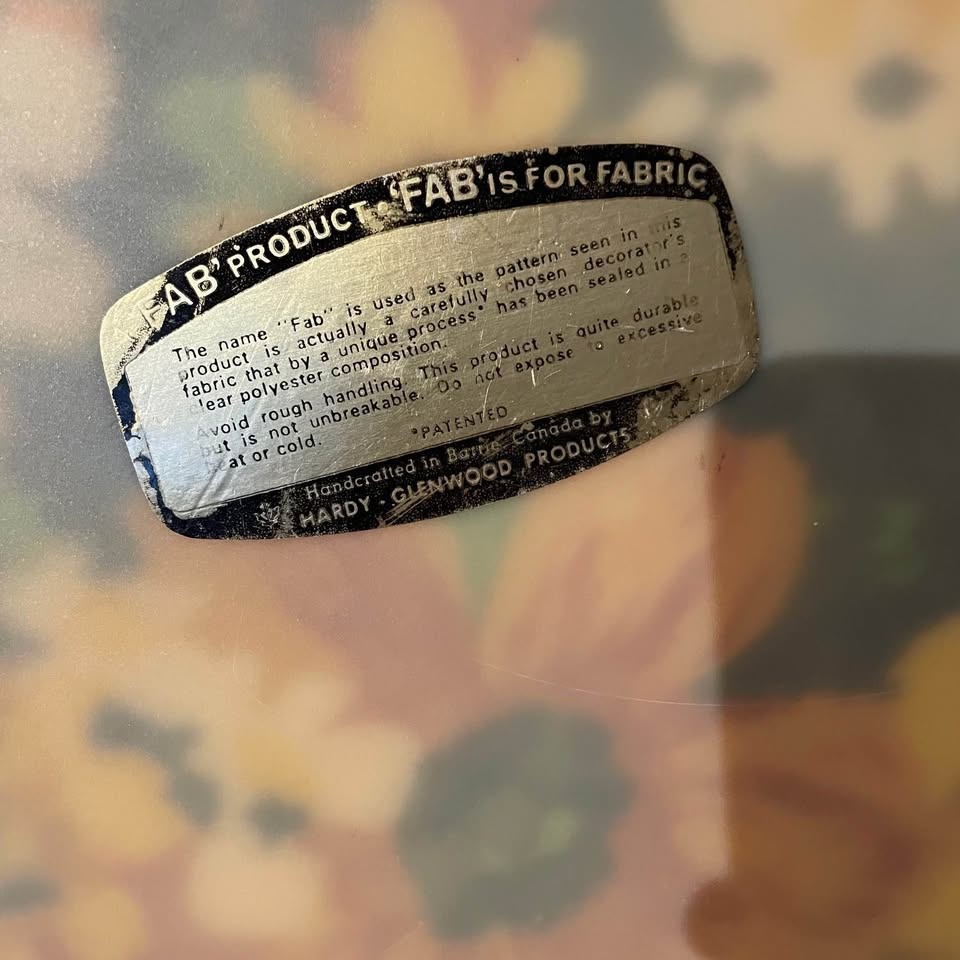 'FAB' PRODUCT • 'FAB' IS FOR FABRIC
The name "Fab" is used as the pattern seen in this
product is actually a carefully chosen decorator's
fabric that by a unique process* has been sealed in a
clear polyester composition.
Avoid rough handling. This product is quite durable
but is not unbreakable. Do not expose to excessive
heat or cold.
*PATENTED
Handcrafted in Barrie Canada by
HARDY - GLENWOOD PRODUCTS